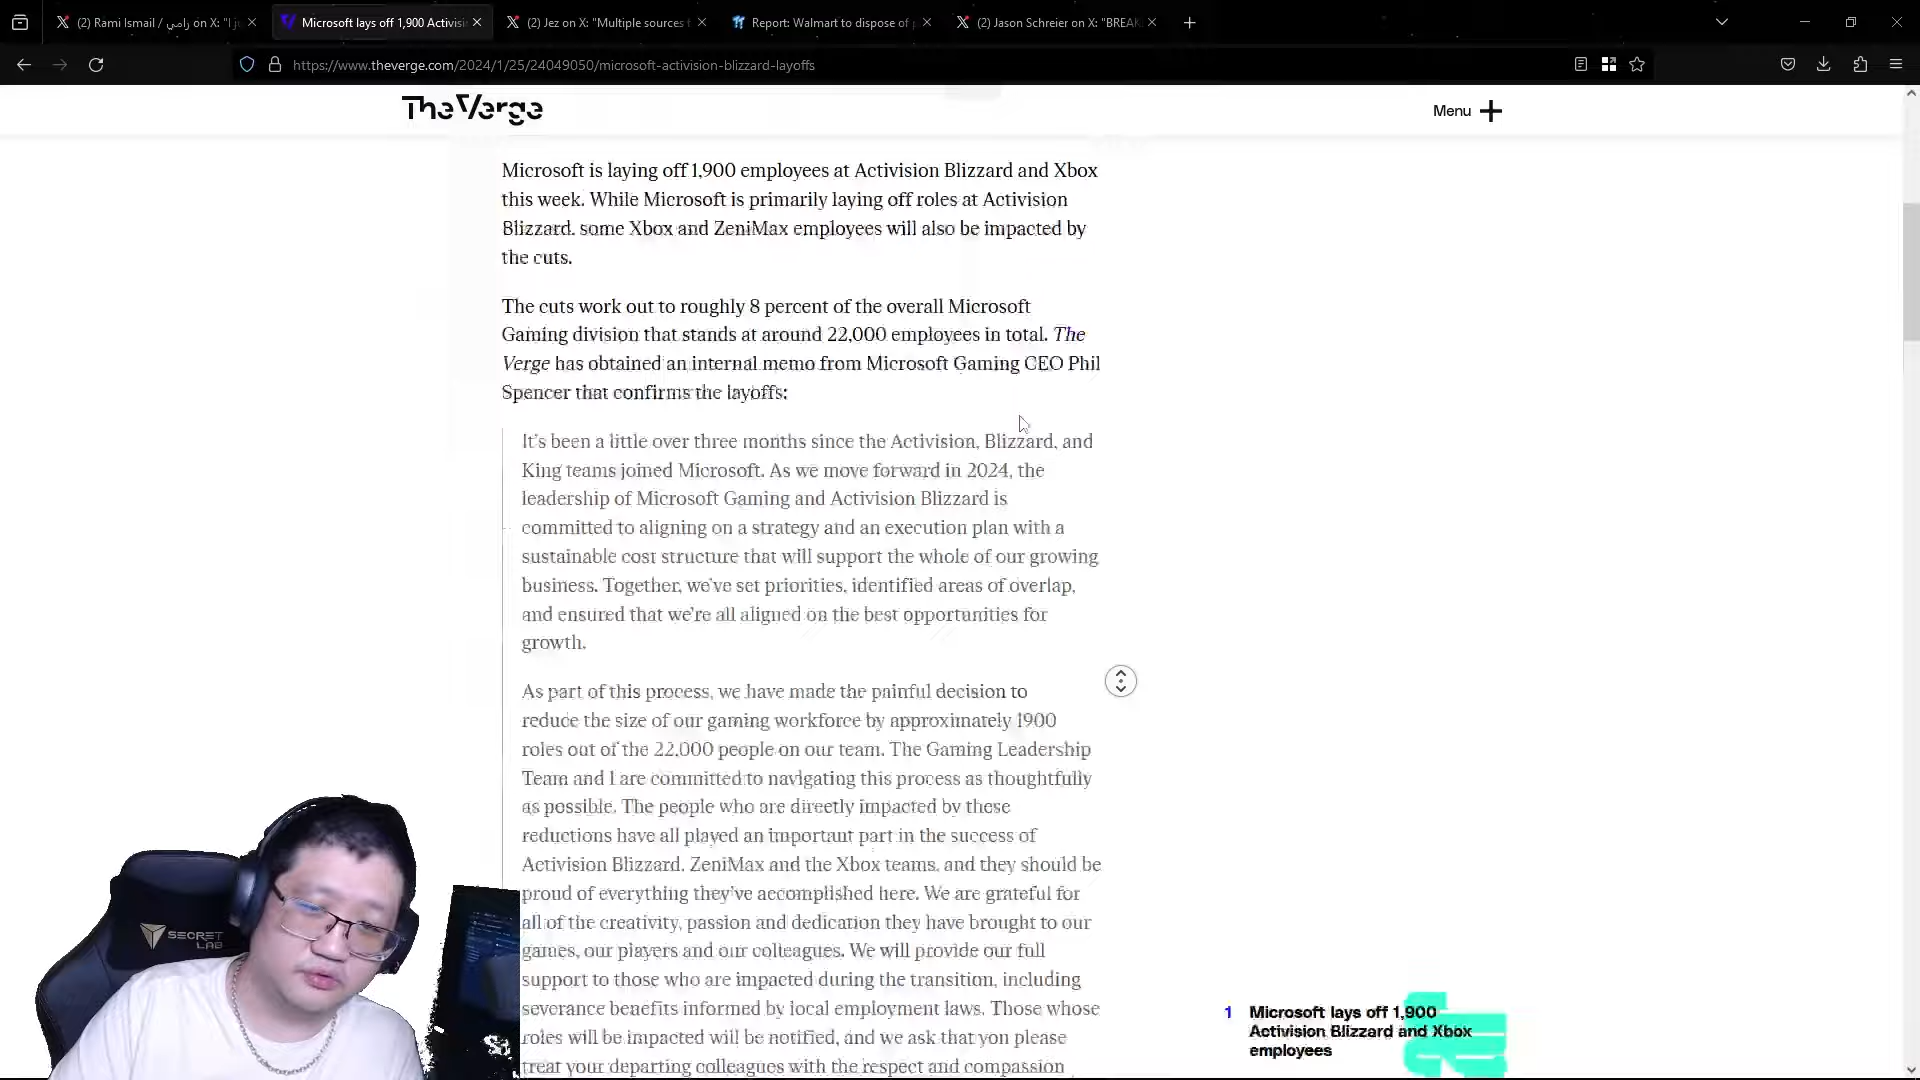 (2) Rami Ismail / رامي on X: "I ju
Microsoft lays off 1,900 Activisi
(2) Jez on X: "Multiple sources t
Report: Walmart to dispose of p
(2) Jason Schreier on X: "BREAK
https://www.theverge.com/2024/1/25/24049050/microsoft-activision-blizzard-layoffs
The Verge
Menu
Microsoft is laying off 1,900 employees at Activision Blizzard and Xbox
this week. While Microsoft is primarily laying off roles at Activision
Blizzard, some Xbox and ZeniMax employees will also be impacted by
the cuts.
The cuts work out to roughly 8 percent of the overall Microsoft
Gaming division that stands at around 22,000 employees in total. The
Verge has obtained an internal memo from Microsoft Gaming CEO Phil
Spencer that confirms the layoffs:
It's been a little over three months since the Activision, Blizzard, and
King teams joined Microsoft. As we move forward in 2024, the
leadership of Microsoft Gaming and Activision Blizzard is
committed to aligning on a strategy and an execution plan with a
sustainable cost structure that will support the whole of our growing
business. Together, we've set priorities, identified areas of overlap,
and ensured that we're all aligned on the best opportunities for
growth.
As part of this process, we have made the painful decision to
reduce the size of our gaming workforce by approximately 1900
roles out of the 22,000 people on our team. The Gaming Leadership
Team and I are committed to navigating this process as thoughtfully
as possible. The people who are directly impacted by these
reductions have all played an important part in the success of
Activision Blizzard, ZeniMax and the Xbox teams, and they should be
proud of everything they've accomplished here. We are grateful for
all of the creativity, passion and dedication they have brought to our
games, our players and our colleagues. We will provide our full
support to those who are impacted during the transition, including
severance benefits informed by local employment laws. Those whose
roles will be impacted will be notified, and we ask that you please
treat your departing colleagues with the respect and compassion
SECRET
LAB
1 Microsoft lays off 1,900
Activision Blizzard and Xbox
employees